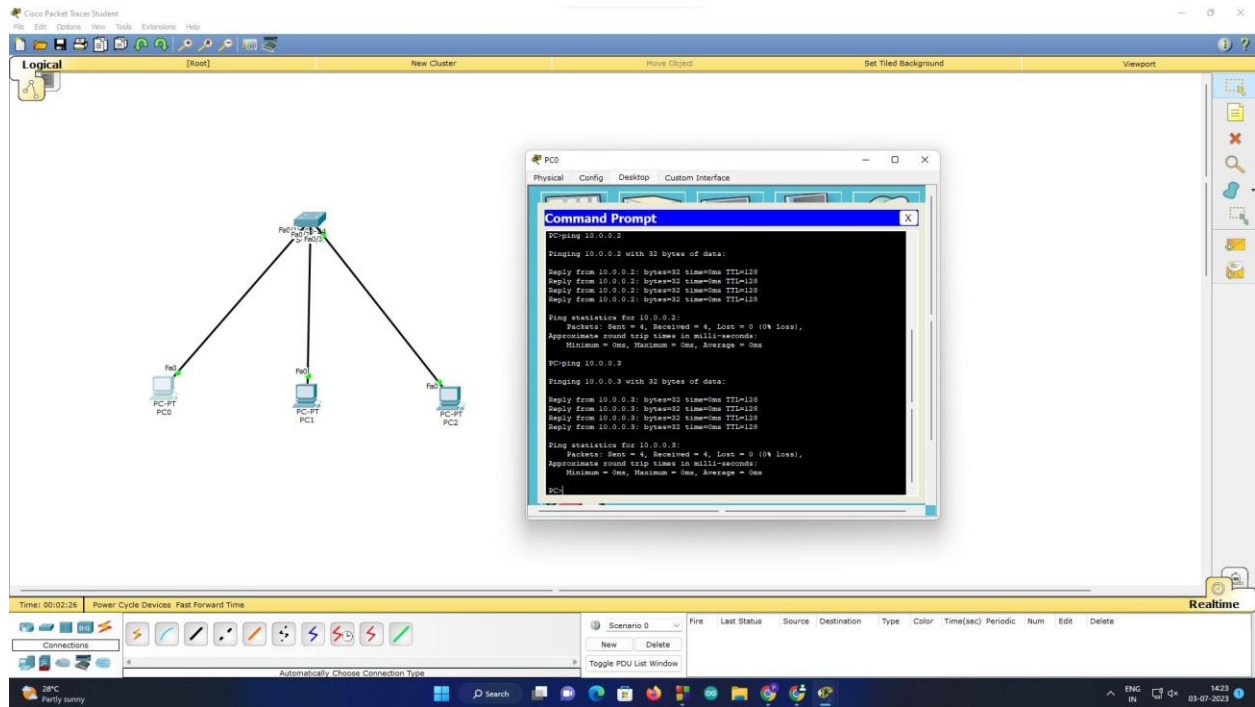 Cisco Packet Tracer Student
File Edit Options View Tools Extensions Help
Logical [Root] New Cluster Move Object Set Tiled Background Viewport
PC0
Physical Config Desktop Custom Interface
Command Prompt X
PC>ping 10.0.0.2
Pinging 10.0.0.2 with 32 bytes of data:
Reply from 10.0.0.2: bytes=32 time=0ms TTL=128
Reply from 10.0.0.2: bytes=32 time=0ms TTL=128
Reply from 10.0.0.2: bytes=32 time=0ms TTL=128
Reply from 10.0.0.2: bytes=32 time=0ms TTL=128
Ping statistics for 10.0.0.2:
Packets: Sent = 4, Received = 4, Lost = 0 (0% loss),
Approximate round trip times in milli-seconds:
Minimum = 0ms, Maximum = 0ms, Average = 0ms
PC>ping 10.0.0.3
Pinging 10.0.0.3 with 32 bytes of data:
Reply from 10.0.0.3: bytes=32 time=0ms TTL=128
Reply from 10.0.0.3: bytes=32 time=0ms TTL=128
Reply from 10.0.0.3: bytes=32 time=0ms TTL=128
Reply from 10.0.0.3: bytes=32 time=0ms TTL=128
Ping statistics for 10.0.0.3:
Packets: Sent = 4, Received = 4, Lost = 0 (0% loss),
Approximate round trip times in milli-seconds:
Minimum = 0ms, Maximum = 0ms, Average = 0ms
PC>
Fa0/3
Fa0
PC-PT
PC0
Fa0
PC-PT
PC1
Fa0
PC-PT
PC2
Time: 00:02:26 Power Cycle Devices Fast Forward Time
Realtime
Connections
Automatically Choose Connection Type
Scenario 0
New Delete
Toggle PDU List Window
Fire Last Status Source Destination Type Color Time(sec) Periodic Num Edit Delete
28°C
Partly sunny
Search
ENG
IN
14:23
03-07-2023